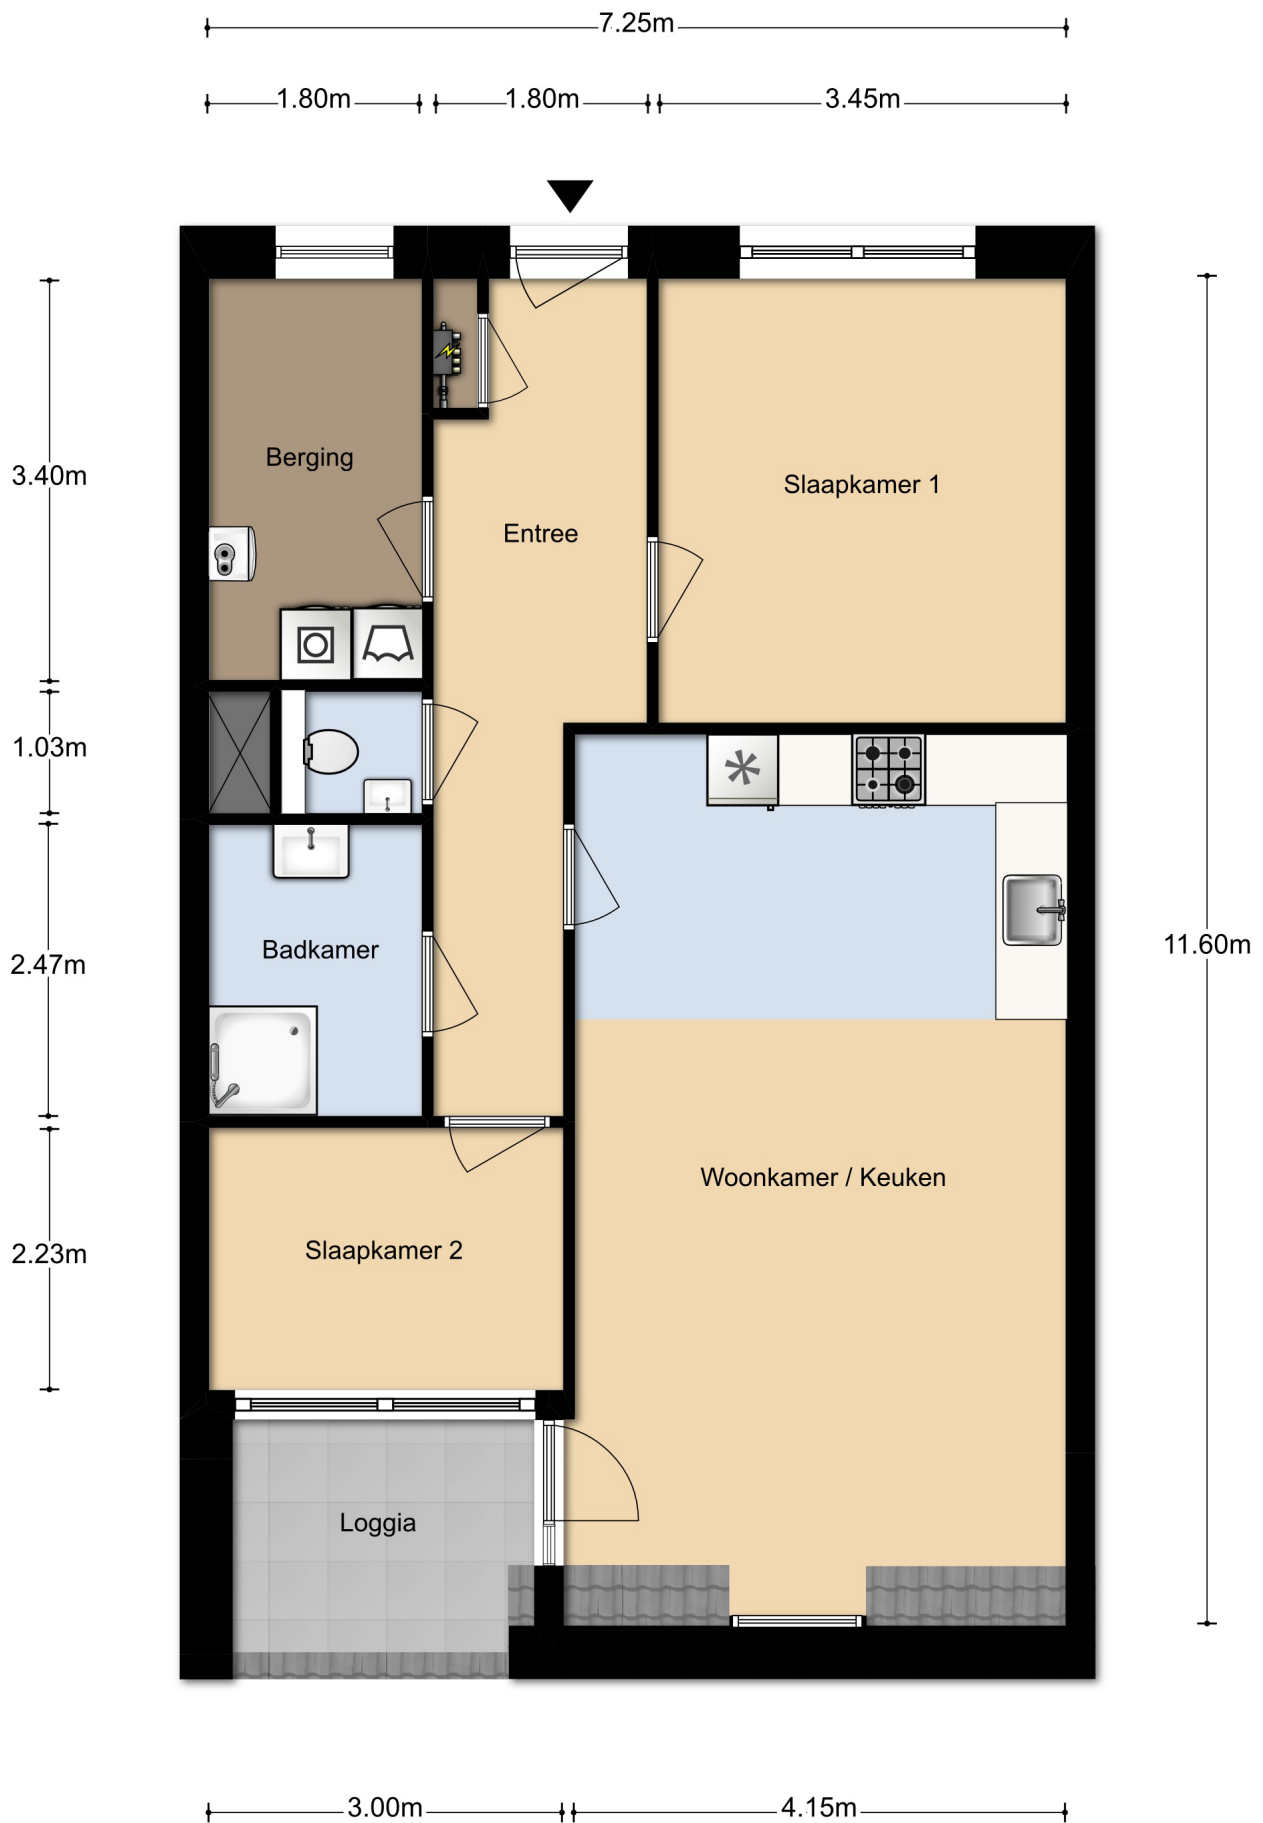 7.25m
1.80m
1.80m
3.45m
Berging
3.40m
Slaapkamer 1
Entree
1.03m
Badkamer
2.47m
11.60m
Woonkamer / Keuken
2.23m
Slaapkamer 2
Loggia
3.00m
4.15m